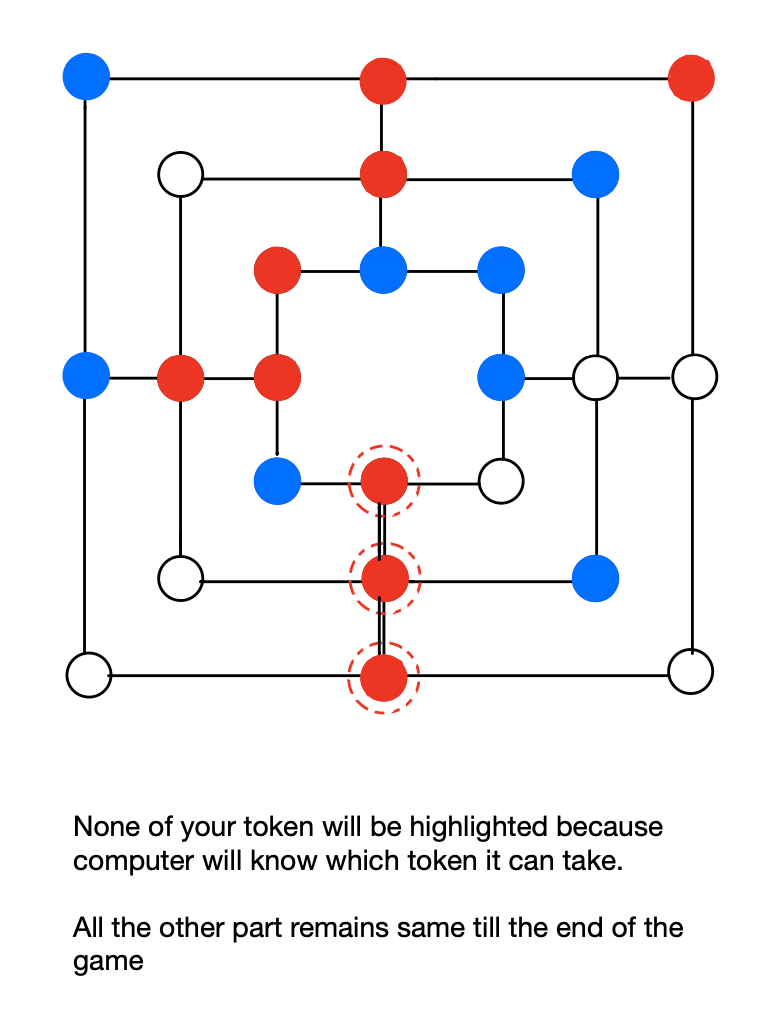 None of your token will be highlighted because
computer will know which token it can take.
All the other part remains same till the end of the
game